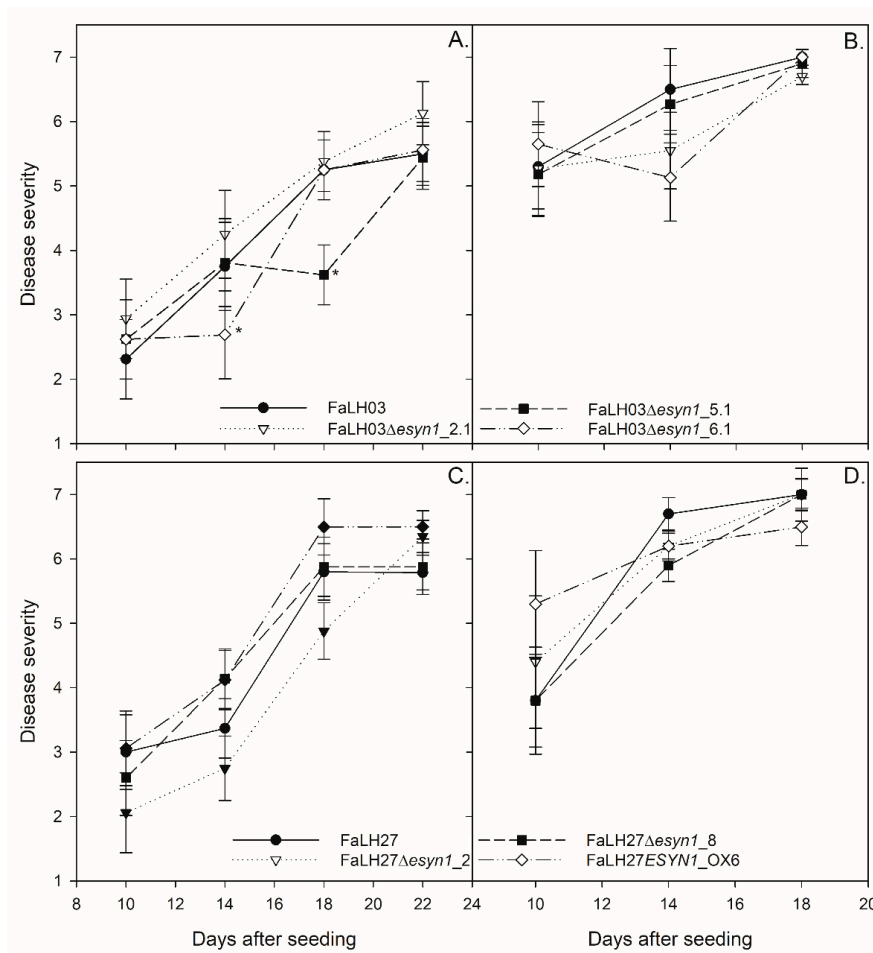 A.
B.
7
6
5
4
3
2
1
Disease severity
*
*
FaLH03
FaLH03Δesyn1_2.1
FaLH03Δesyn1_5.1
FaLH03Δesyn1_6.1
C.
D.
7
6
5
4
3
2
1
Disease severity
FaLH27
FaLH27Δesyn1_2
FaLH27Δesyn1_8
FaLH27ESYN1_OX6
8 10 12 14 16 18 20 22 24 10 12 14 16 18 20
Days after seeding
Days after seeding